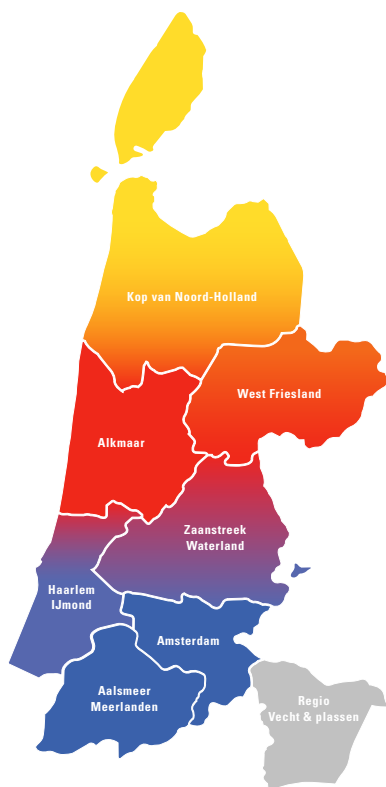 Kop van Noord-Holland
West Friesland
Alkmaar
Zaanstreek
Waterland
Haarlem
IJmond
Amsterdam
Aalsmeer
Meerlanden
Regio
Vecht & plassen